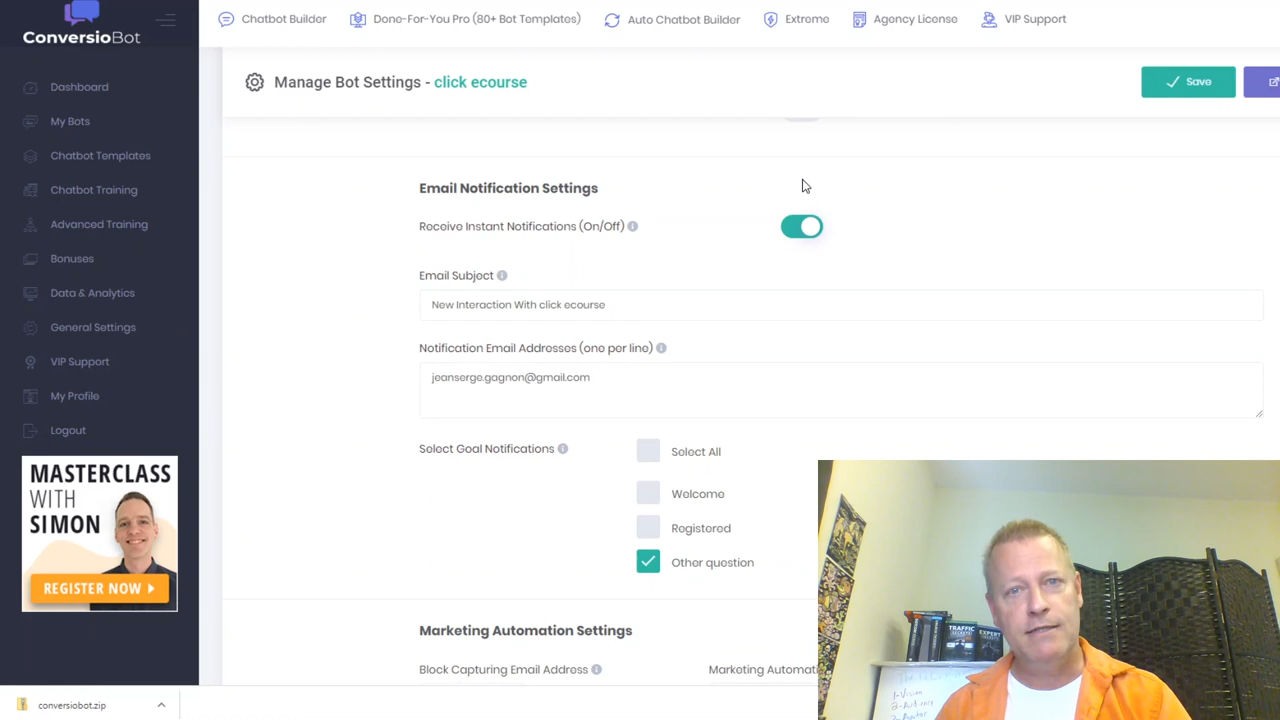 Chatbot Builder
Done-For-You Pro (80+ Bot Templates)
Auto Chatbot Builder
Extreme
Agency License
VIP Support
ConversioBot
Dashboard
My Bots
Chatbot Templates
Chatbot Training
Advanced Training
Bonuses
Data & Analytics
General Settings
VIP Support
My Profile
Logout
MASTERCLASS
WITH
SIMON
REGISTER NOW
Manage Bot Settings - click ecourse
Save
Email Notification Settings
Receive Instant Notifications (On/Off)
Email Subject
New Interaction With click ecourse
Notification Email Addresses (one per line)
jeanserge.gagnon@gmail.com
Select Goal Notifications
Select All
Welcome
Registered
Other question
Marketing Automation Settings
Block Capturing Email Address
Marketing Automat
TRAFFIC
SECRETS
EXPERT
SECRETS
conversiobot.zip